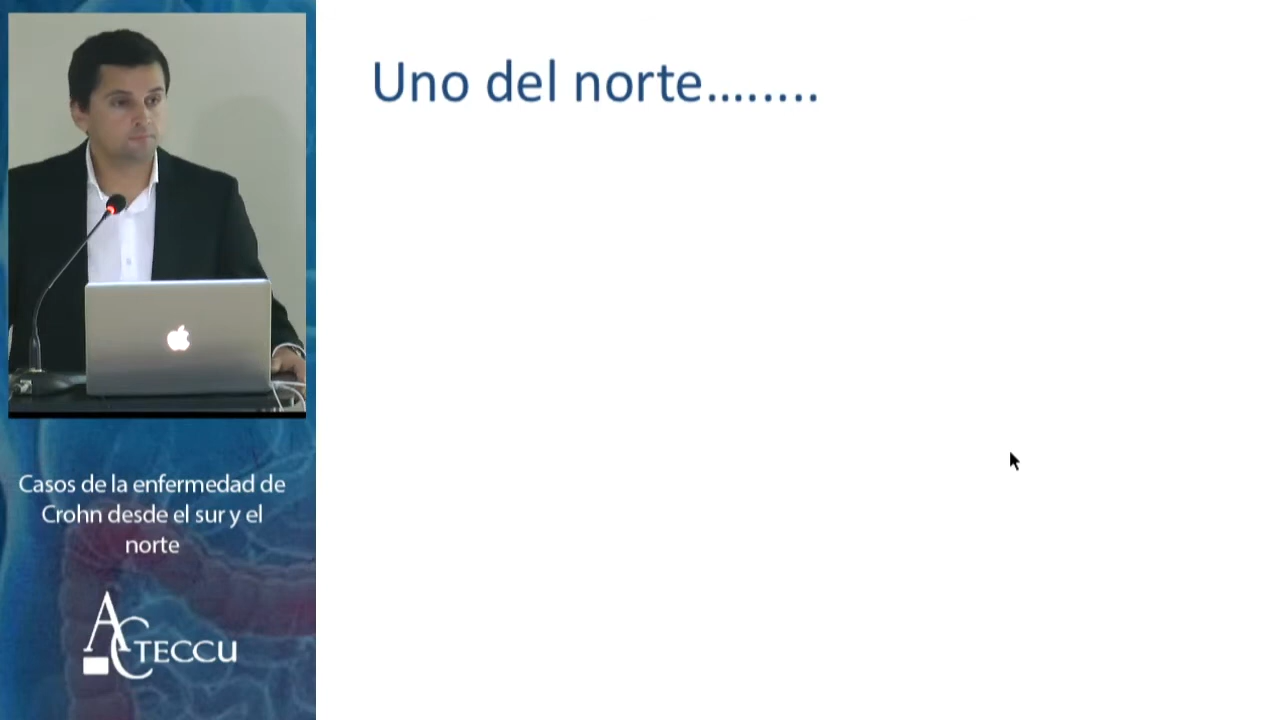 Uno del norte........
Casos de la enfermedad de
Crohn desde el sur y el
norte
ACTECCU